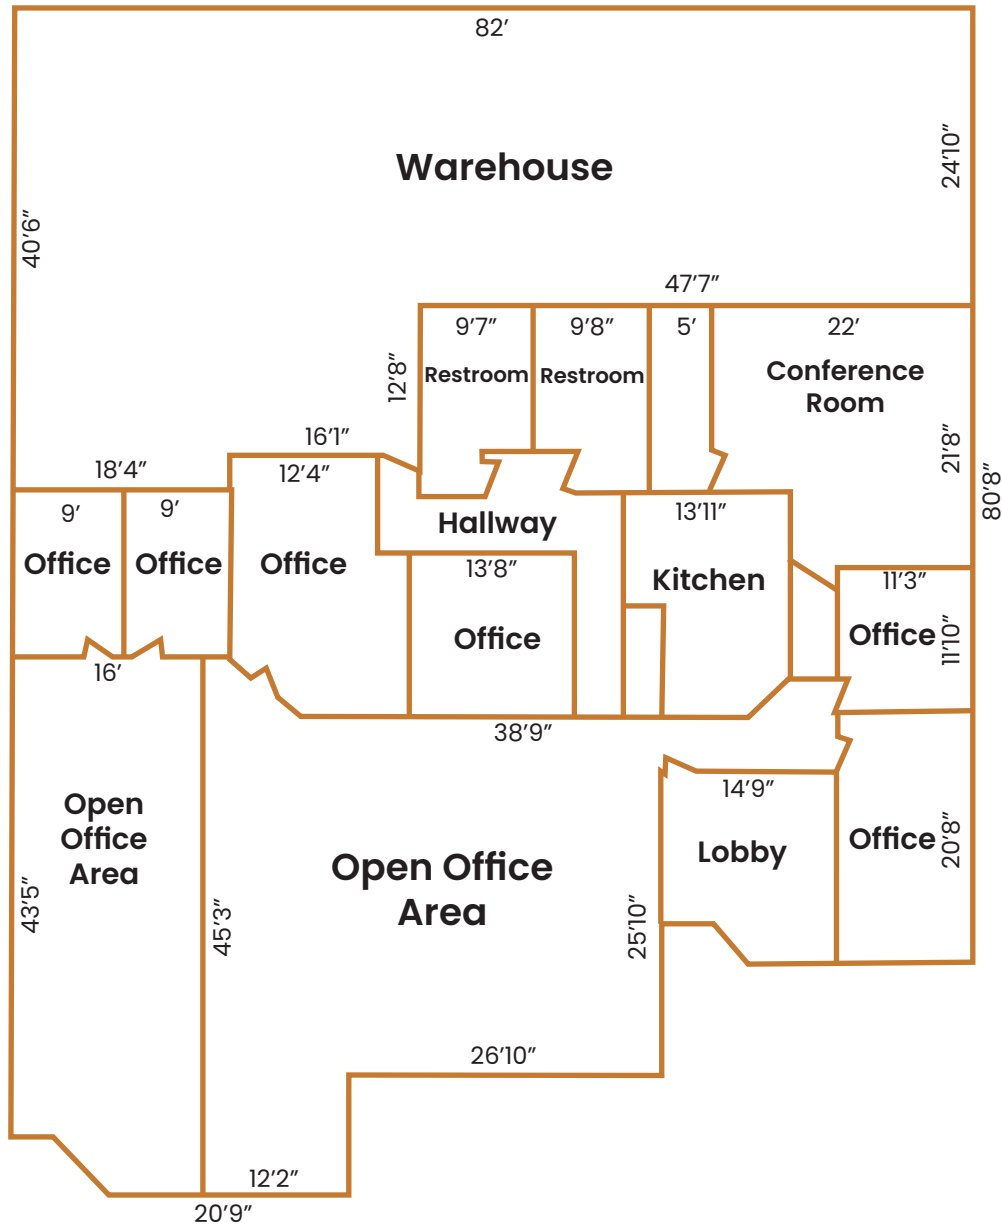 82’
24’10”
Warehouse
40’6”
47’7”
9’7”
9’8”
5’
22’
12’8”
Restroom
Restroom
Conference
Room
16’1”
21’8”
18’4”
12’4”
80’8”
9’
9’
13’11”
Hallway
Office
Office
Office
13’8”
Kitchen
11’3”
Office
Office
11’10”
16’
38’9”
14’9”
Open
Office
Area
Lobby
Office
20’8”
Open Office
Area
43’5”
45’3”
25’10”
26’10”
12’2”
20’9”